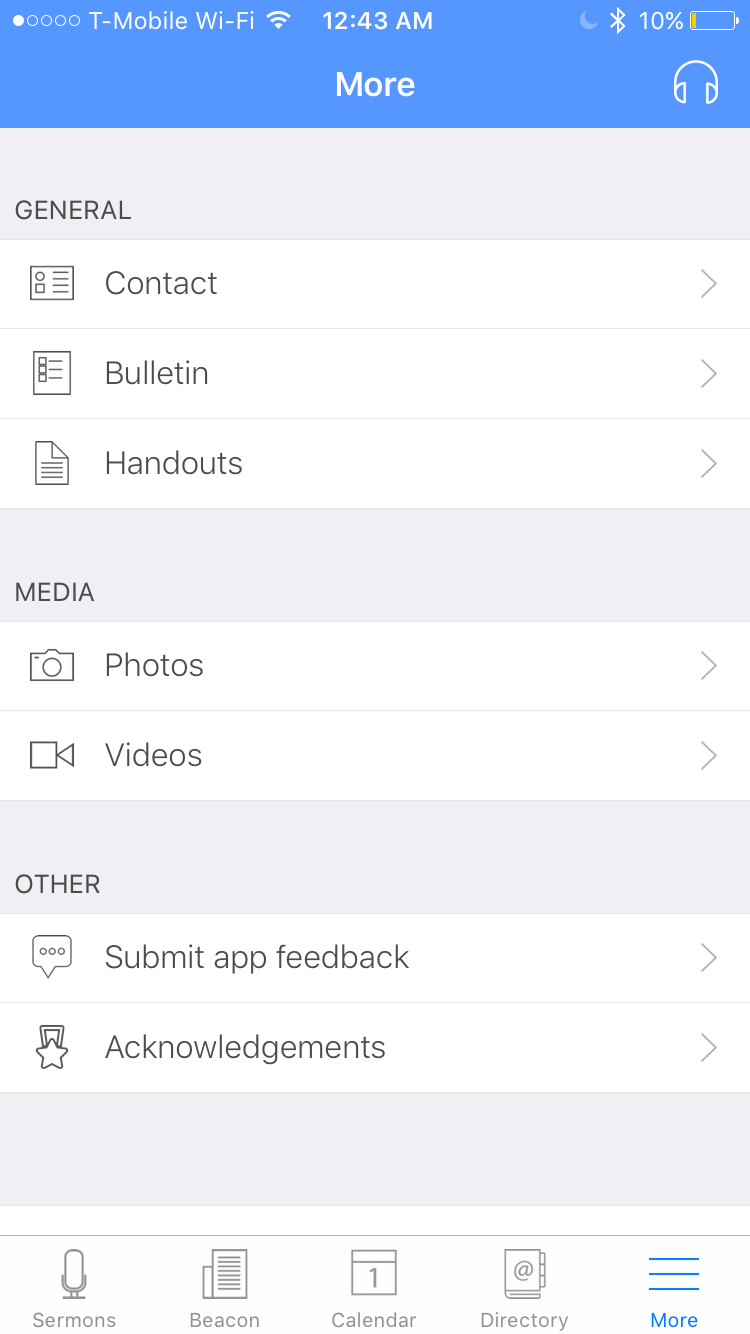 T-Mobile Wi-Fi 12:43 AM 10%
More
GENERAL
Contact
Bulletin
Handouts
MEDIA
Photos
Videos
OTHER
Submit app feedback
Acknowledgements
1 @
Sermons Beacon Calendar Directory More